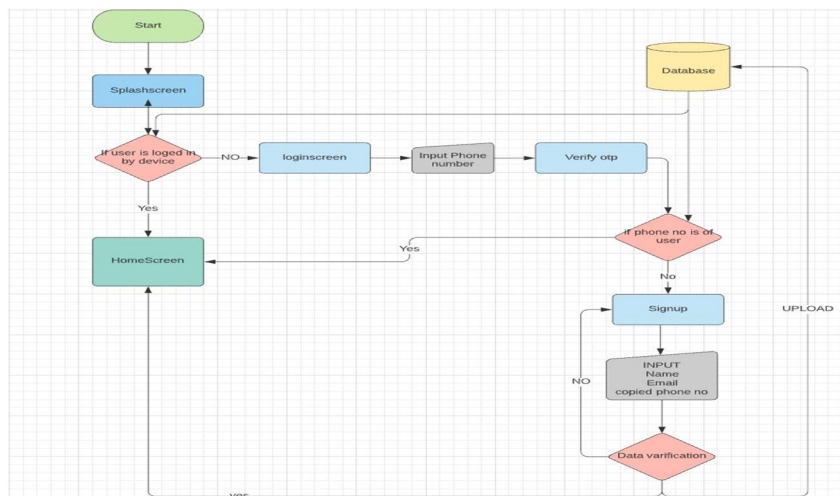 Start
Splashscreen
Database
If user is loged in
by device
NO
loginscreen
Input Phone
number
Verify otp
Yes
HomeScreen
if phone no is of
user
Yes
No
Signup
UPLOAD
INPUT
Name
Email
copied phone no
NO
Data varification
yes